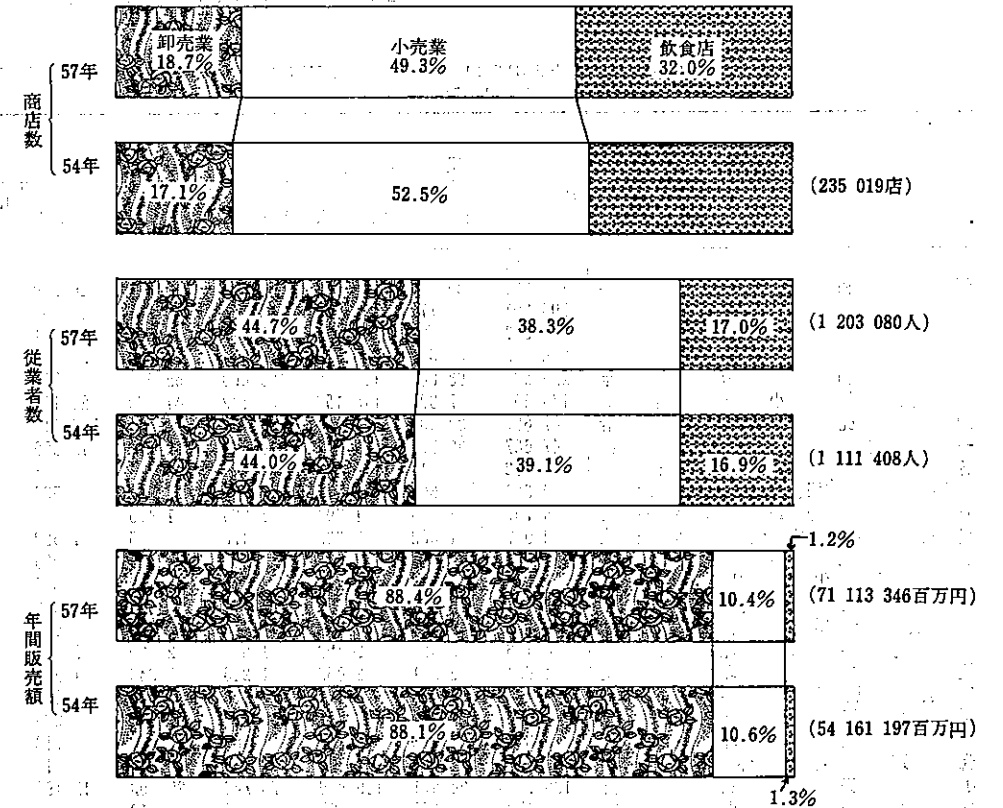 卸売業
18.7%
小売業
49.3%
飲食店
32.0%
57年
商店数
54年
17.1%
52.5%
(235 019店)
57年
44.7%
38.3%
17.0%
(1 203 080人)
従業者数
54年
44.0%
39.1%
16.9%
(1 111 408人)
1.2%
57年
88.4%
10.4%
(71 113 346百万円)
年間販売額
54年
88.1%
10.6%
(54 161 197百万円)
1.3%